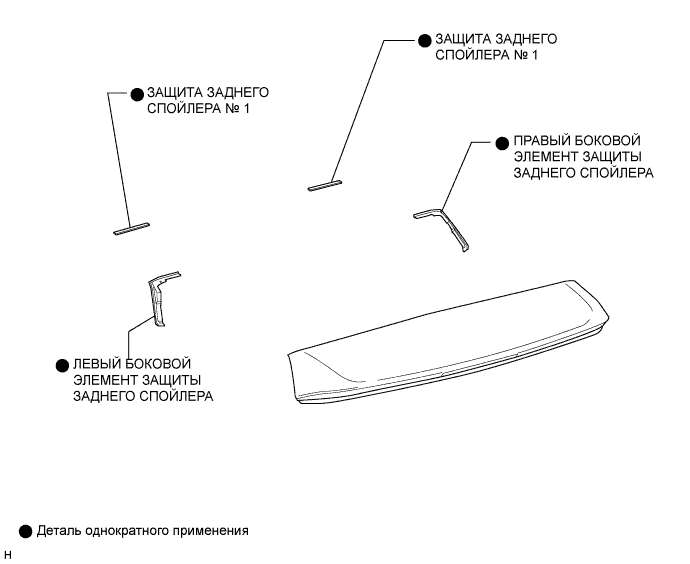 ЗАЩИТА ЗАДНЕГО
СПОЙЛЕРА № 1
ЗАЩИТА ЗАДНЕГО
СПОЙЛЕРА № 1
ПРАВЫЙ БОКОВОЙ
ЭЛЕМЕНТ ЗАЩИТЫ
ЗАДНЕГО СПОЙЛЕРА
ЛЕВЫЙ БОКОВОЙ
ЭЛЕМЕНТ ЗАЩИТЫ
ЗАДНЕГО СПОЙЛЕРА
Деталь однократного применения
H